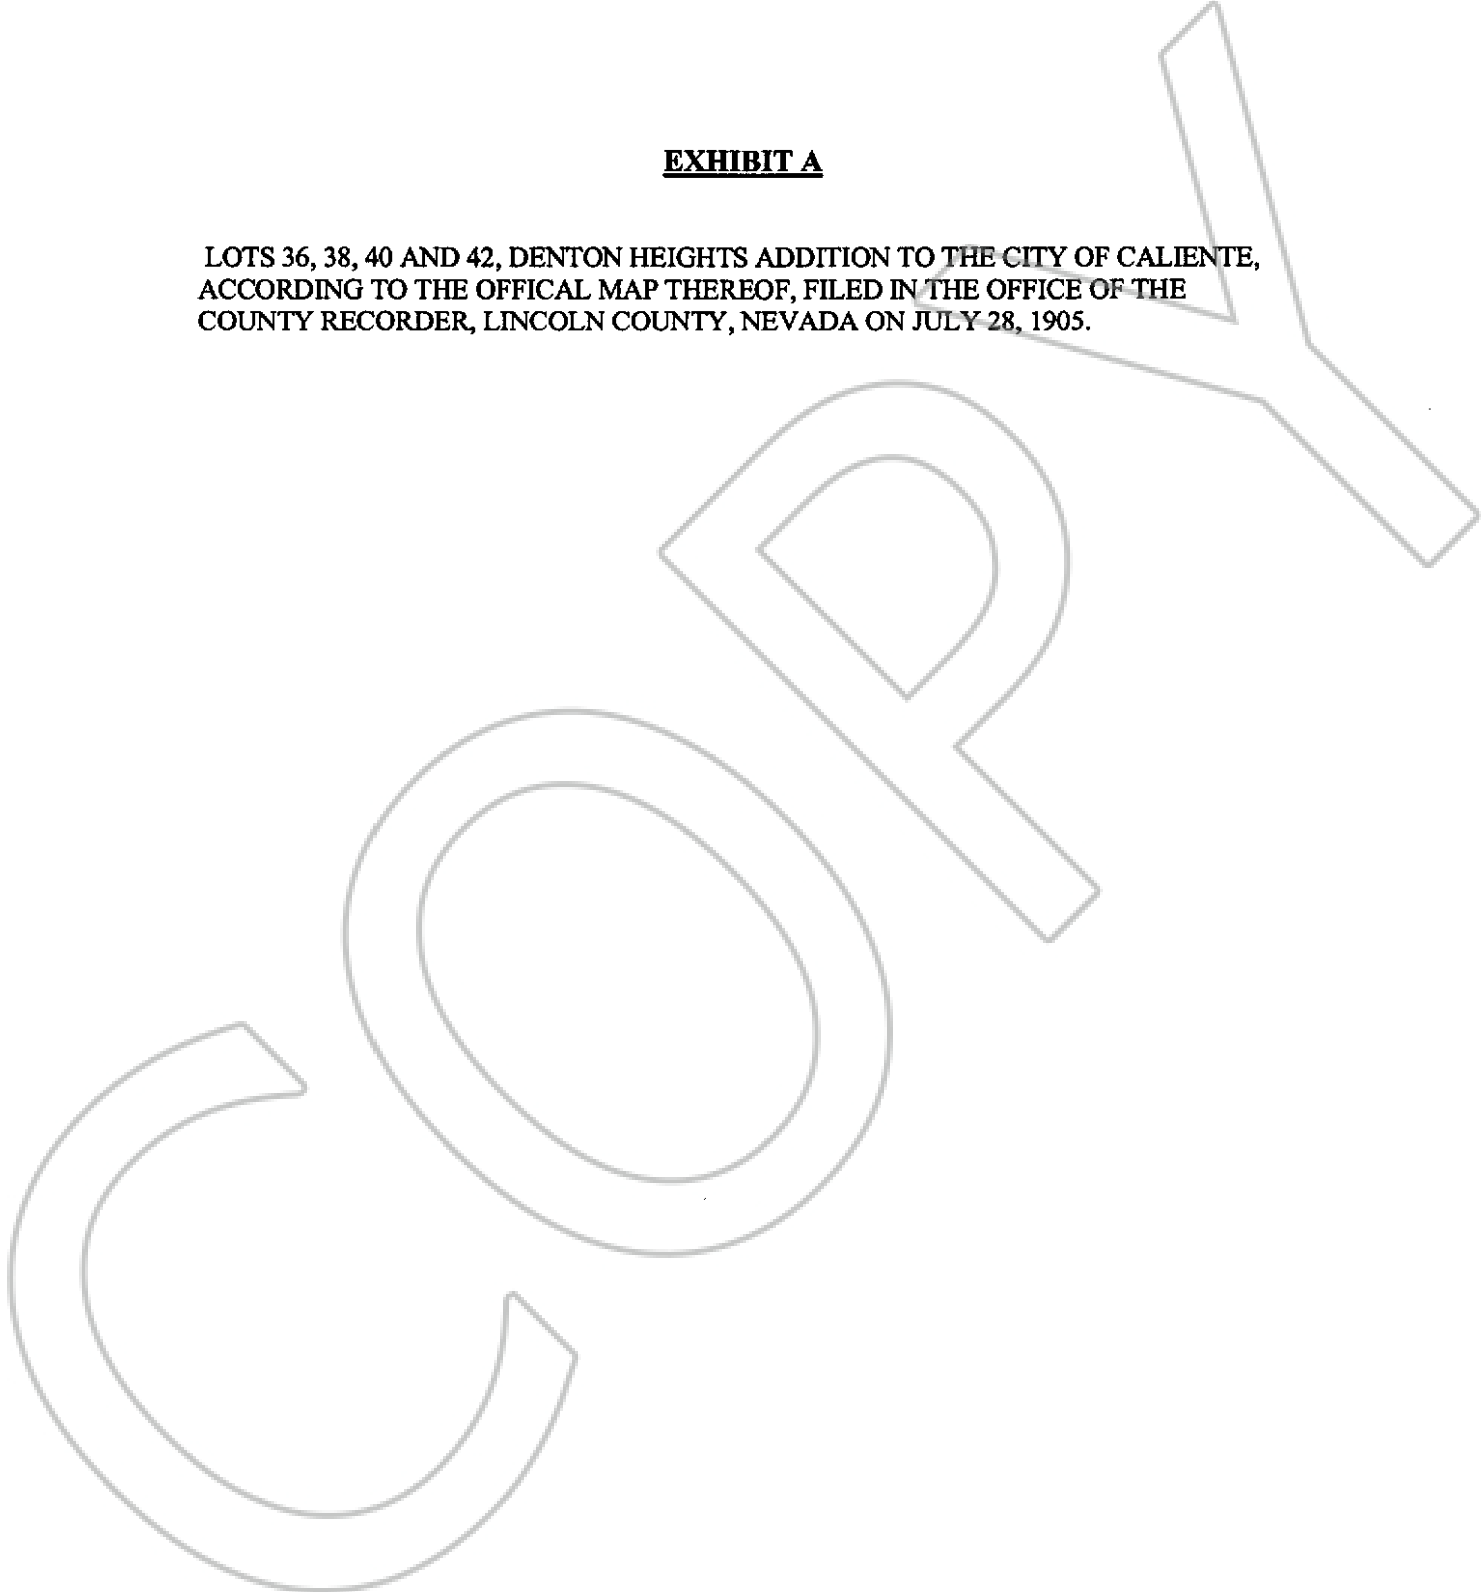 EXHIBIT A
LOTS 36, 38, 40 AND 42, DENTON HEIGHTS ADDITION TO THE CITY OF CALIENTE,
ACCORDING TO THE OFFICAL MAP THEREOF, FILED IN THE OFFICE OF THE
COUNTY RECORDER, LINCOLN COUNTY, NEVADA ON JULY 28, 1905.
COPY